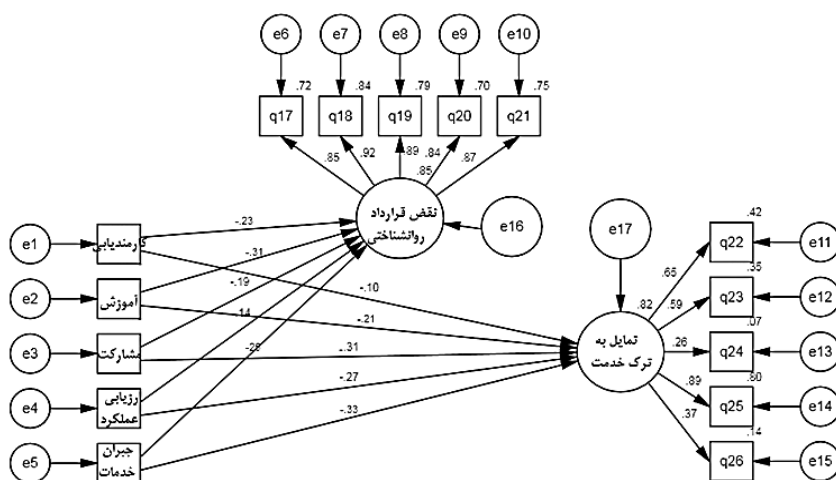 e6 e7 e8 e9 e10
.72 .84 .79 .70 .75
q17 q18 q19 q20 q21
.85 .92 .89 .84 .87
.85
نقض قرارداد
روانشناختی
e16
e17
e1
کارمندیابی
-.23
-.10
e2
آموزش
-.31
-.21
e3
مشارکت
-.19
-.31
e4
رزیابی
عملکرد
.14
-.27
e5
جبران
خدمات
-.33
.82
تمایل به
ترک خدمت
.42
.65
q22
e11
.35
.59
q23
e12
.07
.26
q24
e13
.80
.89
q25
e14
.14
.37
q26
e15